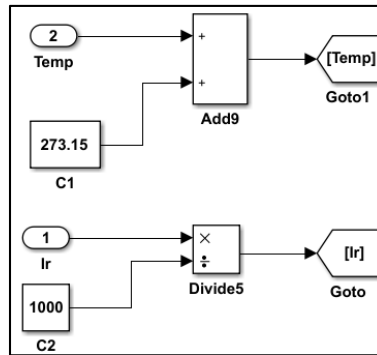 2
Temp
+
+
Add9
[Temp]
Goto1
273.15
C1
1
Ir
×
÷
Divide5
[Ir]
Goto
1000
C2